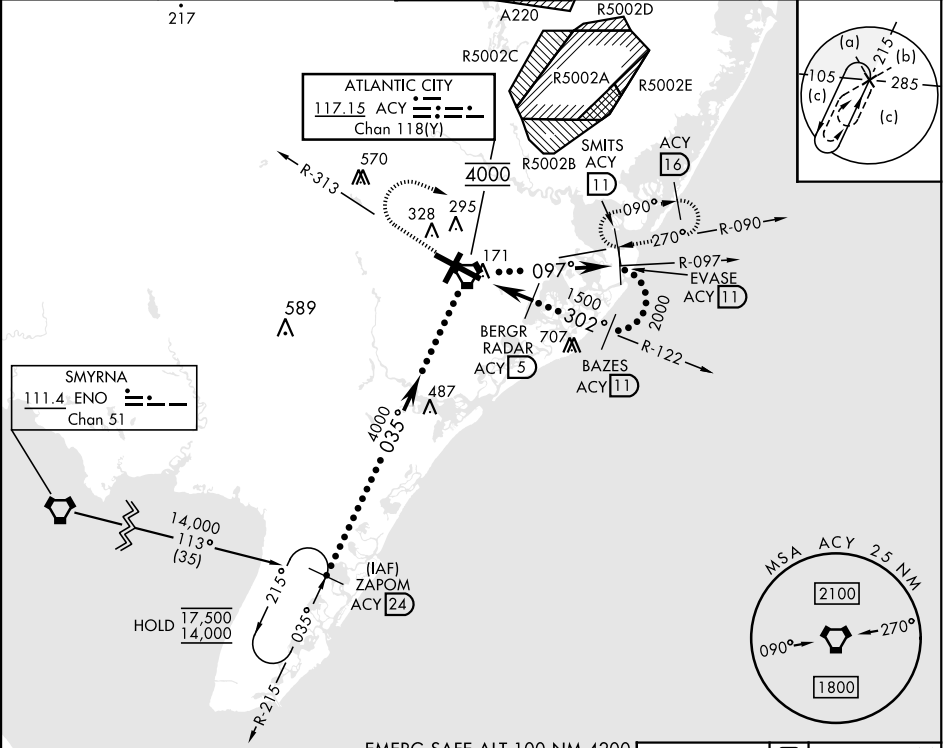 217
A220
R5002D
R5002C
R5002A
R5002E
R5002B
(a)
215
(b)
105
285
(c)
(c)
ATLANTIC CITY
117.15 ACY
Chan 118(Y)
SMITS
ACY
11
ACY
16
R-313
570
4000
295
328
090°
270°
R-090
171
097°
R-097
EVASE
ACY 11
1500
302°
2000
589
BERGR
RADAR
ACY 5
707
BAZES
ACY 11
R-122
SMYRNA
111.4 ENO
Chan 51
487
4000
035°
14,000
113°
(35)
215°
035°
(IAF)
ZAPOM
ACY 24
HOLD 17,500
14,000
R-215
MSA ACY 25 NM
2100
090°
270°
1800
EMERG SAFE ALT 100 NM 4200